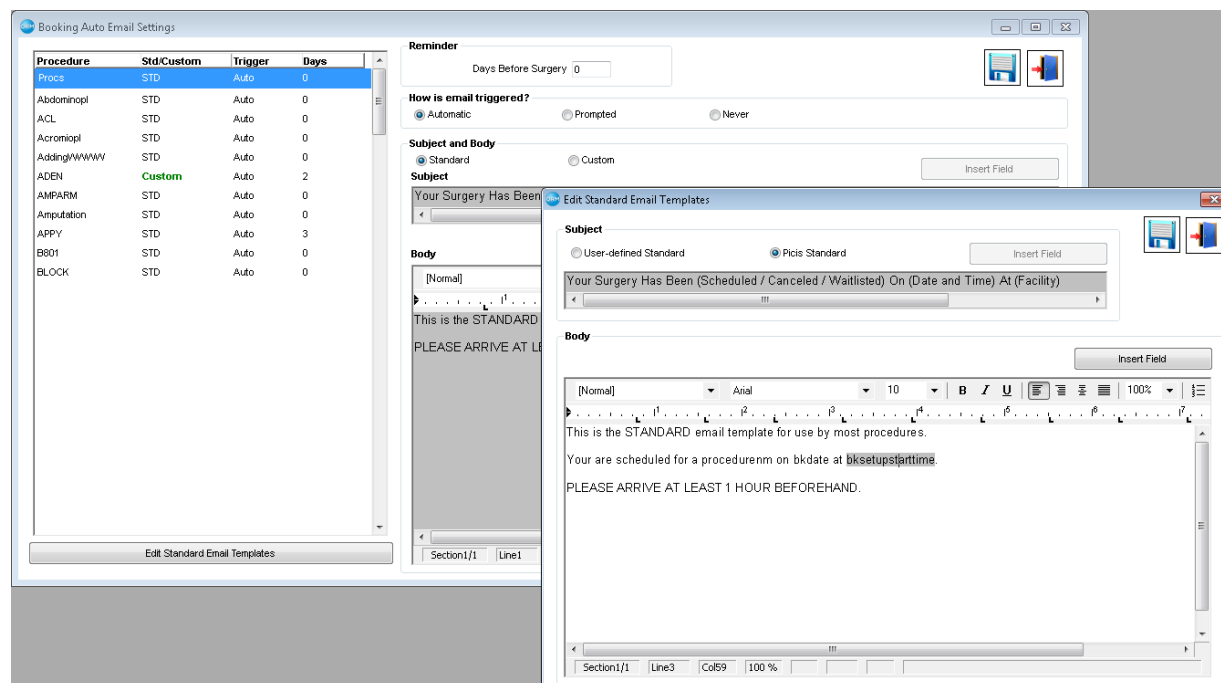 Booking Auto Email Settings
Procedure Std/Custom Trigger Days
Procs STD Auto 0
Abdominopl STD Auto 0
ACL STD Auto 0
Acromiopl STD Auto 0
ADEN Custom Auto 2
AMPARM STD Auto 0
Amputation STD Auto 0
APPY STD Auto 3
B801 STD Auto 0
BLOCK STD Auto 0
Edit Standard Email Templates
Reminder
Days Before Surgery 0
How is email triggered?
Automatic Prompted Never
Subject and Body
Standard Custom
Insert Field
Subject
Your Surgery Has Been
Body
[Normal]
This is the STANDARD
PLEASE ARRIVE AT LE
Section1/1 Line1
Edit Standard Email Templates
Subject
User-defined Standard Picis Standard Insert Field
Your Surgery Has Been (Scheduled / Canceled / Waitlisted) On (Date and Time) At (Facility)
Body
Insert Field
[Normal] Arial 10 B I U 100%
1 2 3 4 5 6 7
This is the STANDARD email template for use by most procedures.
Your are scheduled for a procedurenm on bkdate at bksetupstarttime.
PLEASE ARRIVE AT LEAST 1 HOUR BEFOREHAND.
Section1/1 Line3 Col59 100 %